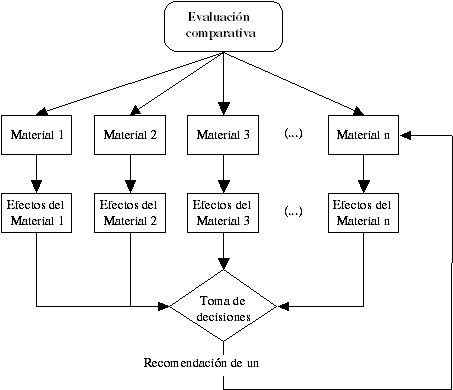 Evaluación
comparativa
Material 1
Material 2
Material 3
(...)
Material n
Efectos del
Material 1
Efectos del
Material 2
Efectos del
Material 3
(...)
Efectos del
Material n
Toma de
decisiones
Recomendación de un